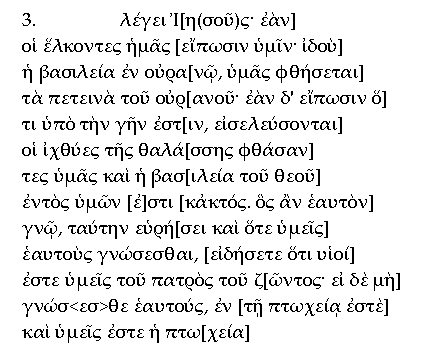 3. λέγει Ἰ[η(σοῦ)ς· ἐὰν]
οἱ ἕλκοντες ἡμᾶς [εἴπωσιν ὑμῖν· ἰδοὺ]
ἡ βασιλεία ἐν οὐρα[νῷ, ὑμᾶς φθήσεται]
τὰ πετεινὰ τοῦ οὐρ[ανοῦ· ἐὰν δ' εἴπωσιν ὅ]
τι ὑπὸ τὴν γῆν ἐστ[ιν, εἰσελεύσονται]
οἱ ἰχθύες τῆς θαλά[σσης φθάσαν]
τες ὑμᾶς καὶ ἡ βασ[ιλεία τοῦ θεοῦ]
ἐντὸς ὑμῶν [ἐ]στι [κἀκτός. ὃς ἂν ἑαυτὸν]
γνῷ, ταύτην εὑρή[σει καὶ ὅτε ὑμεῖς]
ἑαυτοὺς γνώσεσθαι, [εἰδήσετε ὅτι υἱοί]
ἐστε ὑμεῖς τοῦ πατρὸς τοῦ ζ[ῶντος· εἰ δὲ μὴ]
γνώσ<εσ>θε ἑαυτούς, ἐν [τῇ πτωχείᾳ ἐστὲ]
καὶ ὑμεῖς ἐστε ἡ πτω[χεία]